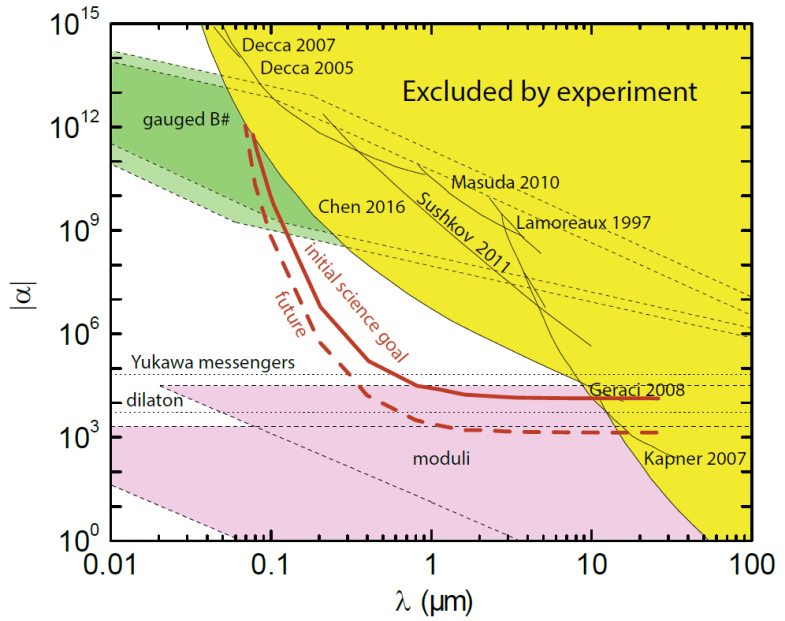 10^15
Decca 2007
Decca 2005
Excluded by experiment
gauged B#
10^12
Masuda 2010
Chen 2016
Sushkov 2011
Lamoreaux 1997
10^9
|α|
initial science goal
future
10^6
Yukawa messengers
Geraci 2008
dilaton
10^3
moduli
Kapner 2007
10^0
0.01
0.1
1
10
100
λ (μm)